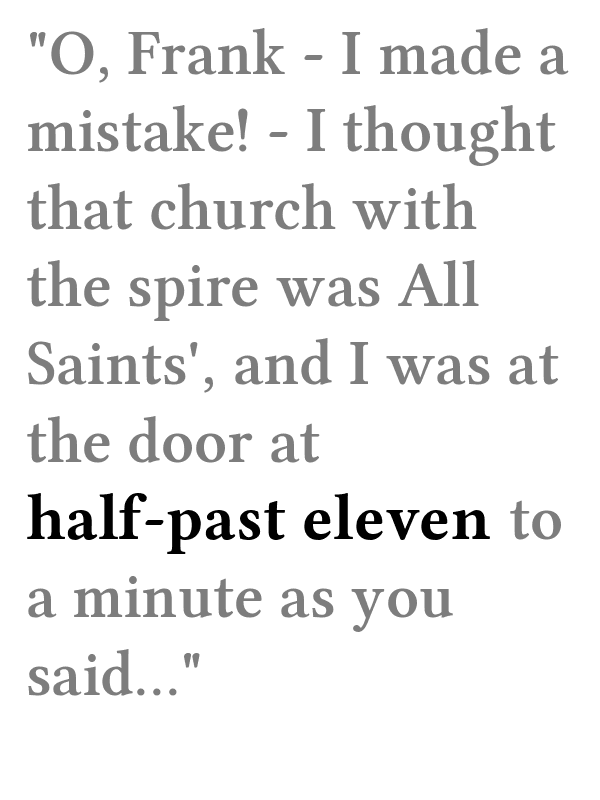 "O, Frank - I made a
mistake! - I thought
that church with
the spire was All
Saints', and I was at
the door at
half-past eleven to
a minute as you
said..."